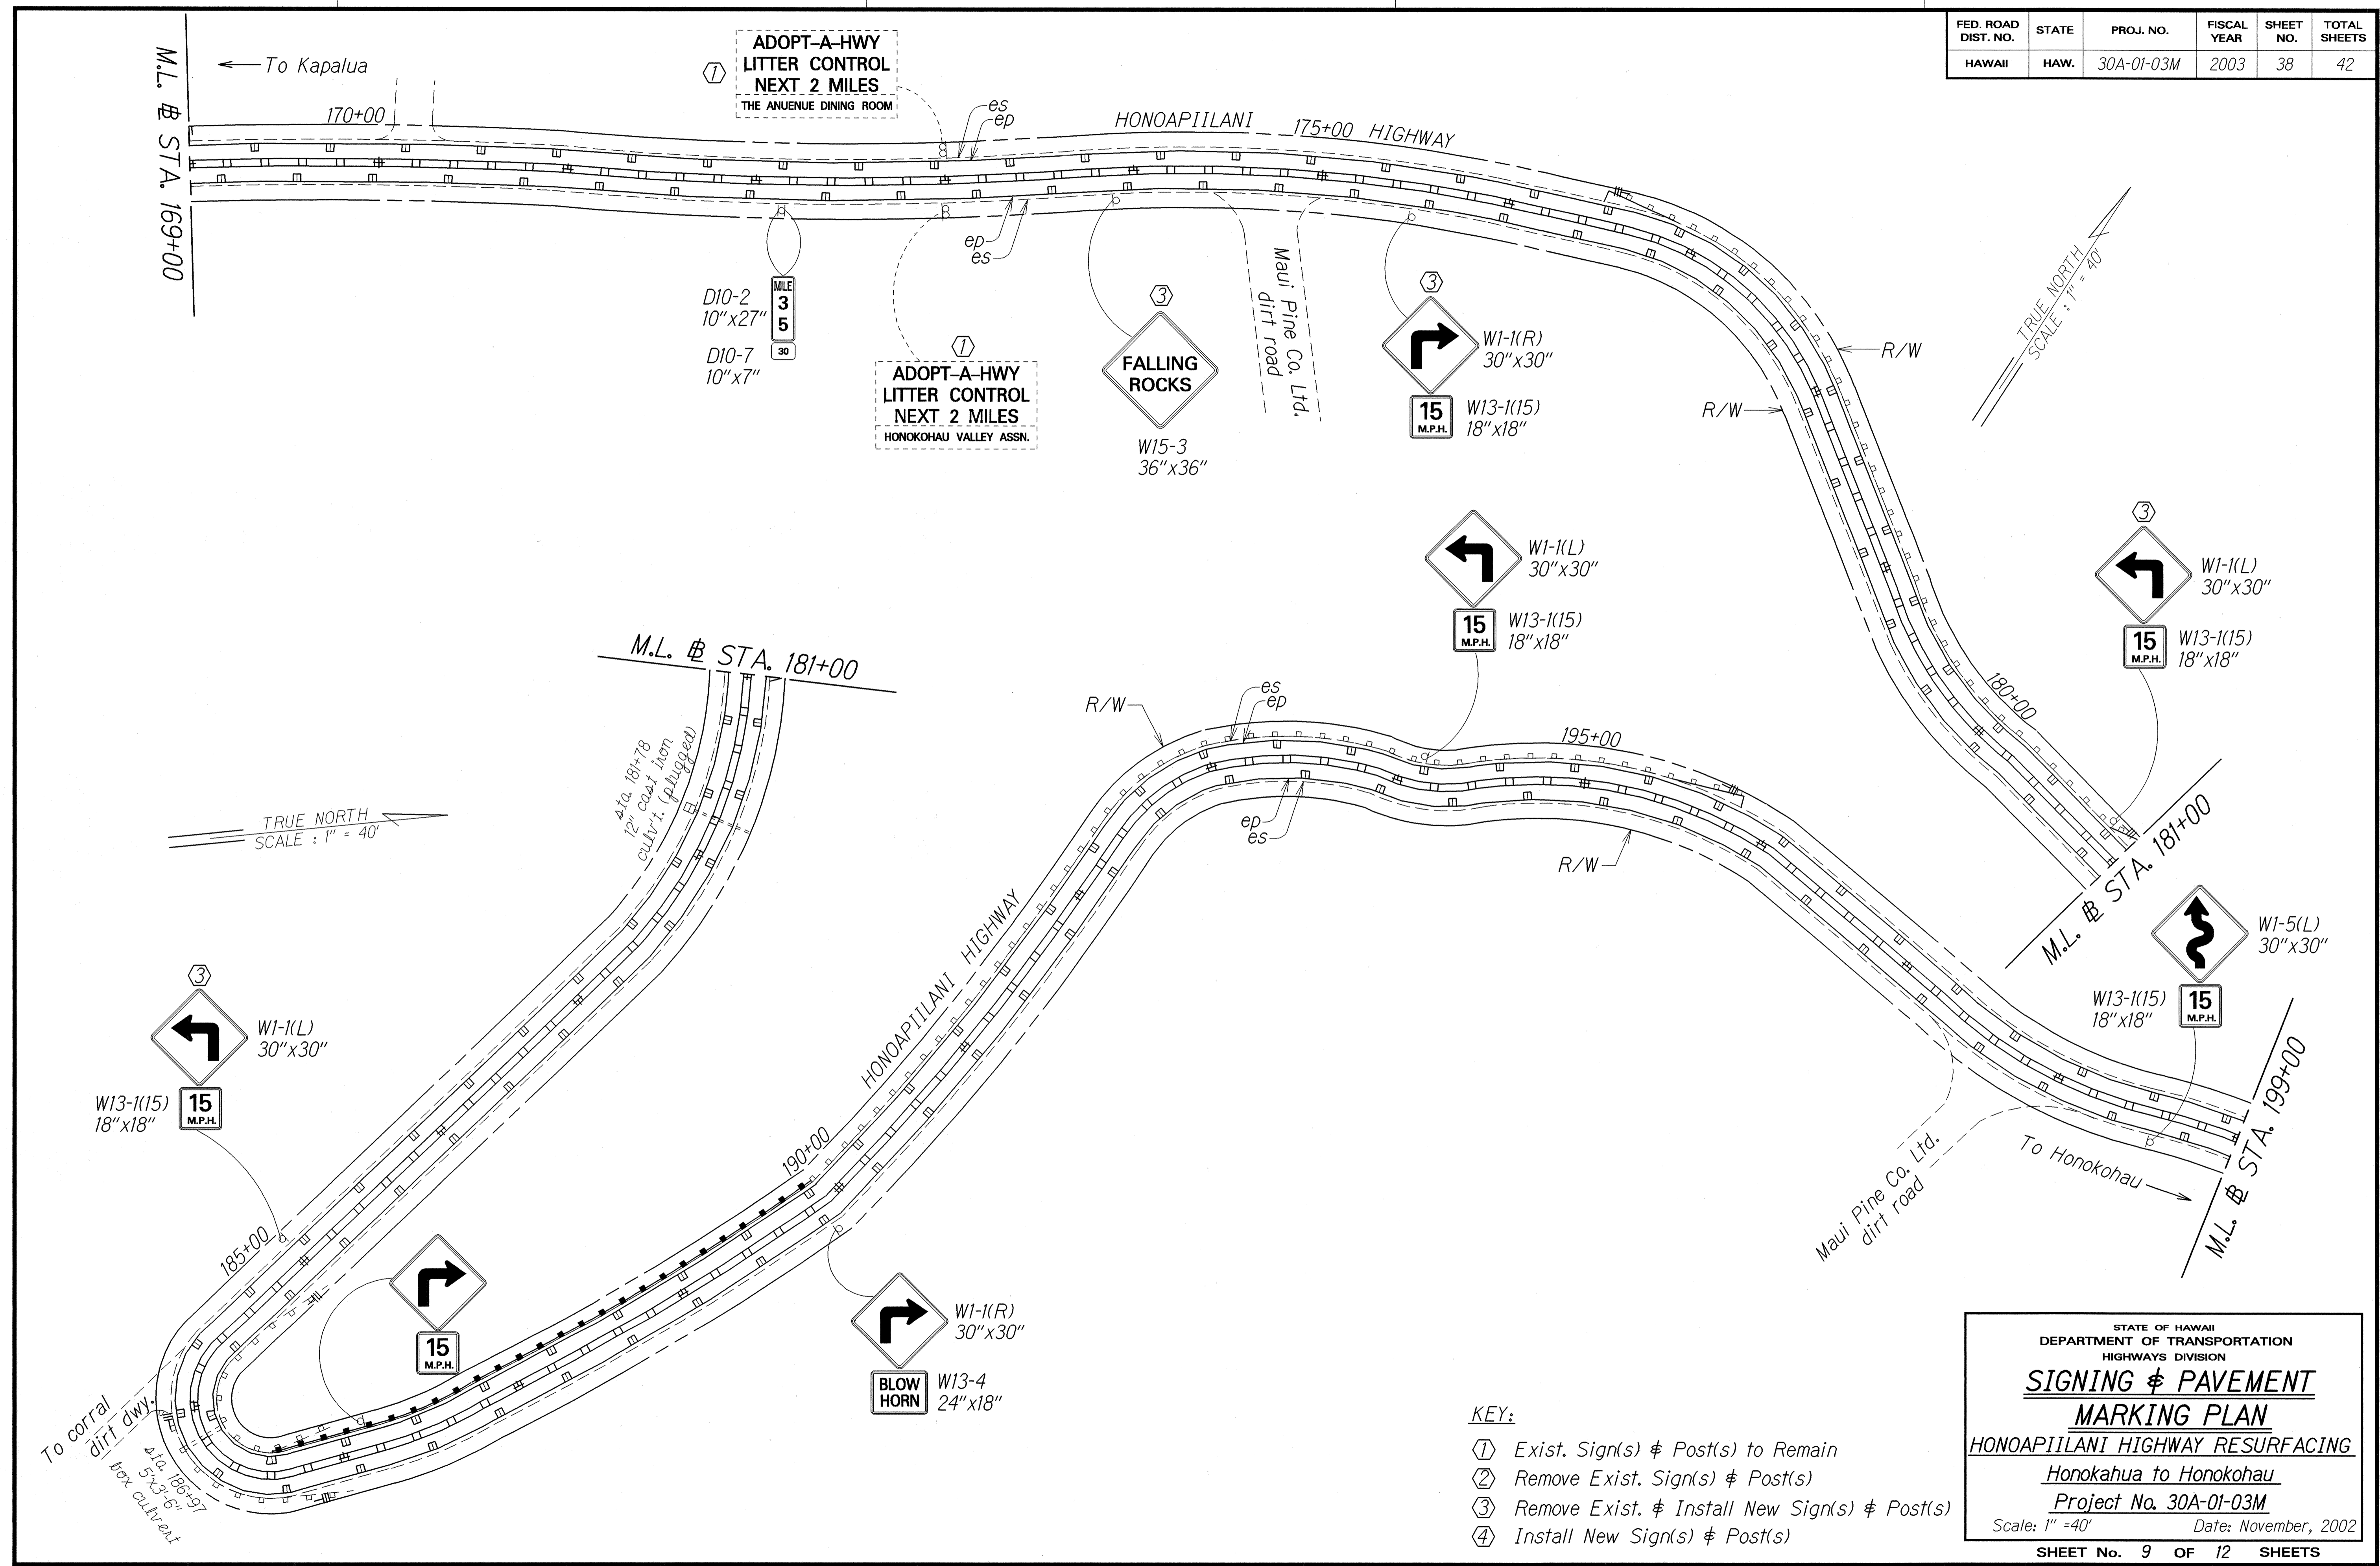 FED. ROAD DIST. NO. STATE PROJ. NO. FISCAL YEAR SHEET NO. TOTAL SHEETS
HAWAII HAW. 30A-01-03M 2003 38 42
M.L. ℄ STA. 169+00
To Kapalua
170+00
1
ADOPT-A-HWY
LITTER CONTROL
NEXT 2 MILES
THE ANUENUE DINING ROOM
es
ep
HONOAPIILANI 175+00 HIGHWAY
ep
es
D10-2
10"x27"
MILE
3
5
D10-7
10"x7"
30
1
ADOPT-A-HWY
LITTER CONTROL
NEXT 2 MILES
HONOKOHAU VALLEY ASSN.
3
FALLING
ROCKS
W15-3
36"x36"
Maui Pine Co. Ltd.
dirt road
3
W1-1(R)
30"x30"
15
M.P.H.
W13-1(15)
18"x18"
R/W
R/W
TRUE NORTH
SCALE : 1" = 40'
W1-1(L)
30"x30"
15
M.P.H.
W13-1(15)
18"x18"
3
W1-1(L)
30"x30"
15
M.P.H.
W13-1(15)
18"x18"
180+00
M.L. ℄ STA. 181+00
M.L. ℄ STA. 181+00
sta. 181+78
12" cast iron
culv't. (plugged)
TRUE NORTH
SCALE : 1" = 40'
R/W
es
ep
195+00
ep
es
R/W
HONOAPIILANI HIGHWAY
W1-5(L)
30"x30"
W13-1(15)
18"x18"
15
M.P.H.
3
W1-1(L)
30"x30"
W13-1(15)
18"x18"
15
M.P.H.
185+00
190+00
15
M.P.H.
W1-1(R)
30"x30"
BLOW
HORN
W13-4
24"x18"
To corral
dirt dwy.
sta. 186+97
5'x3'-6"
box culvert
Maui Pine Co. Ltd.
dirt road
To Honokohau
M.L. ℄ STA. 199+00
KEY:
1 Exist. Sign(s) & Post(s) to Remain
2 Remove Exist. Sign(s) & Post(s)
3 Remove Exist. & Install New Sign(s) & Post(s)
4 Install New Sign(s) & Post(s)
STATE OF HAWAII
DEPARTMENT OF TRANSPORTATION
HIGHWAYS DIVISION
SIGNING & PAVEMENT
MARKING PLAN
HONOAPIILANI HIGHWAY RESURFACING
Honokahua to Honokohau
Project No. 30A-01-03M
Scale: 1" =40' Date: November, 2002
SHEET No. 9 OF 12 SHEETS